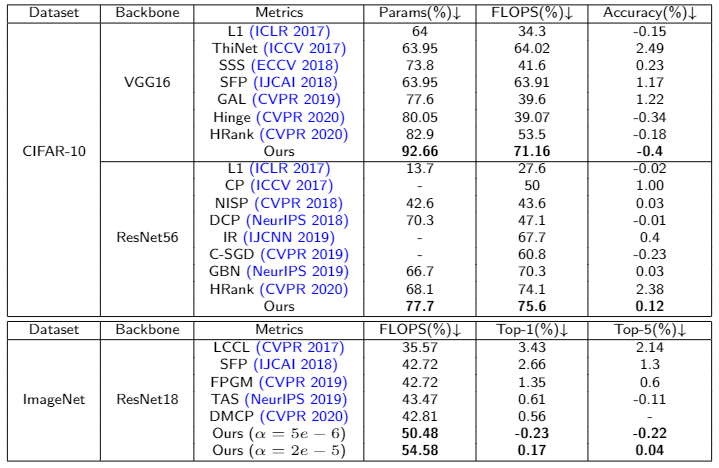 Dataset Backbone Metrics Params(%)↓ FLOPS(%)↓ Accuracy(%)↓
L1 (ICLR 2017) 64 34.3 -0.15
ThiNet (ICCV 2017) 63.95 64.02 2.49
SSS (ECCV 2018) 73.8 41.6 0.23
VGG16 SFP (IJCAI 2018) 63.95 63.91 1.17
GAL (CVPR 2019) 77.6 39.6 1.22
Hinge (CVPR 2020) 80.05 39.07 -0.34
HRank (CVPR 2020) 82.9 53.5 -0.18
CIFAR-10 Ours 92.66 71.16 -0.4
L1 (ICLR 2017) 13.7 27.6 -0.02
CP (ICCV 2017) - 50 1.00
NISP (CVPR 2018) 42.6 43.6 0.03
DCP (NeurIPS 2018) 70.3 47.1 -0.01
ResNet56 IR (IJCNN 2019) - 67.7 0.4
C-SGD (CVPR 2019) - 60.8 -0.23
GBN (NeurIPS 2019) 66.7 70.3 0.03
HRank (CVPR 2020) 68.1 74.1 2.38
Ours 77.7 75.6 0.12
Dataset Backbone Metrics FLOPS(%)↓ Top-1(%)↓ Top-5(%)↓
LCCL (CVPR 2017) 35.57 3.43 2.14
SFP (IJCAI 2018) 42.72 2.66 1.3
FPGM (CVPR 2019) 42.72 1.35 0.6
ImageNet ResNet18 TAS (NeurIPS 2019) 43.47 0.61 -0.11
DMCP (CVPR 2020) 42.81 0.56 -
Ours (α = 5e − 6) 50.48 -0.23 -0.22
Ours (α = 2e − 5) 54.58 0.17 0.04